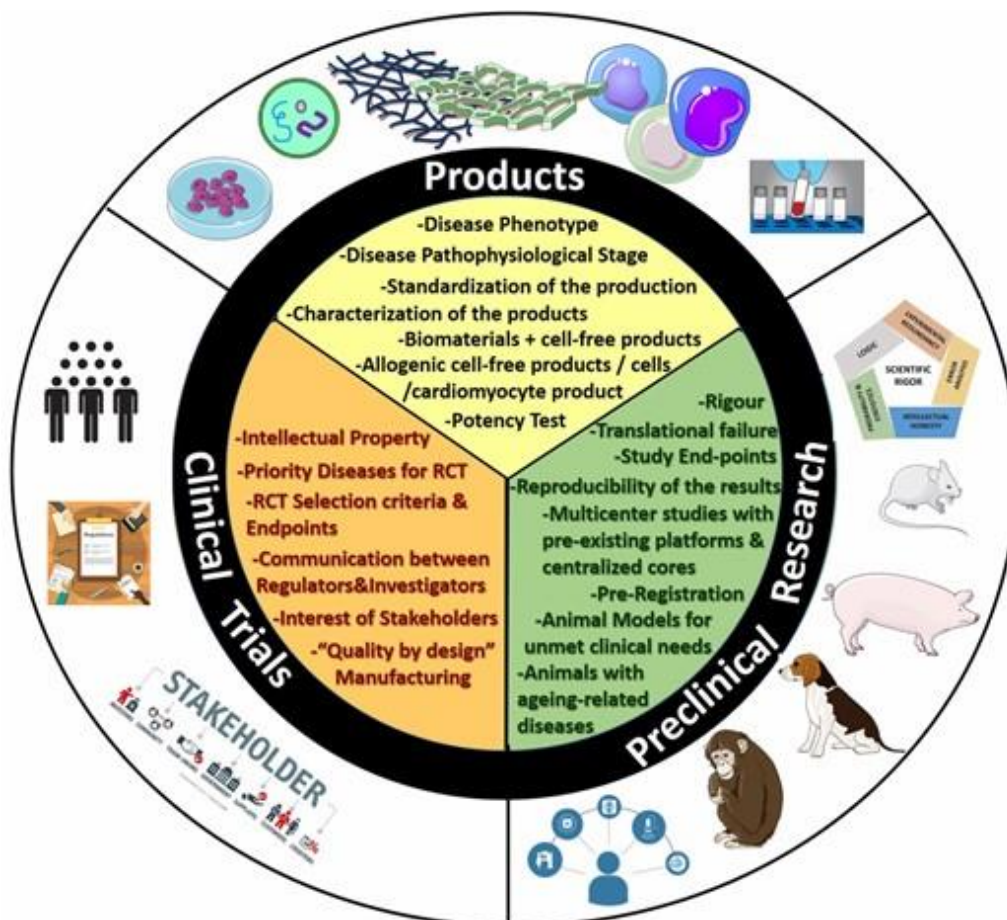 Products
-Disease Phenotype
-Disease Pathophysiological Stage
-Standardization of the production
-Characterization of the products
-Biomaterials + cell-free products
-Allogenic cell-free products / cells
/cardiomyocyte product
-Potency Test
Clinical Trials
-Intellectual Property
-Priority Diseases for RCT
-RCT Selection criteria &
Endpoints
-Communication between
Regulators&Investigators
-Interest of Stakeholders
-"Quality by design"
Manufacturing
Preclinical Research
-Rigour
-Translational failure
-Study End-points
-Reproducibility of the results
-Multicenter studies with
pre-existing platforms &
centralized cores
-Pre-Registration
-Animal Models for
unmet clinical needs
-Animals with
ageing-related
diseases
LOGIC
ERROR ANALYSIS
SCIENTIFIC
RIGOR
INTELLECTUAL
HONESTY
STAKEHOLDER